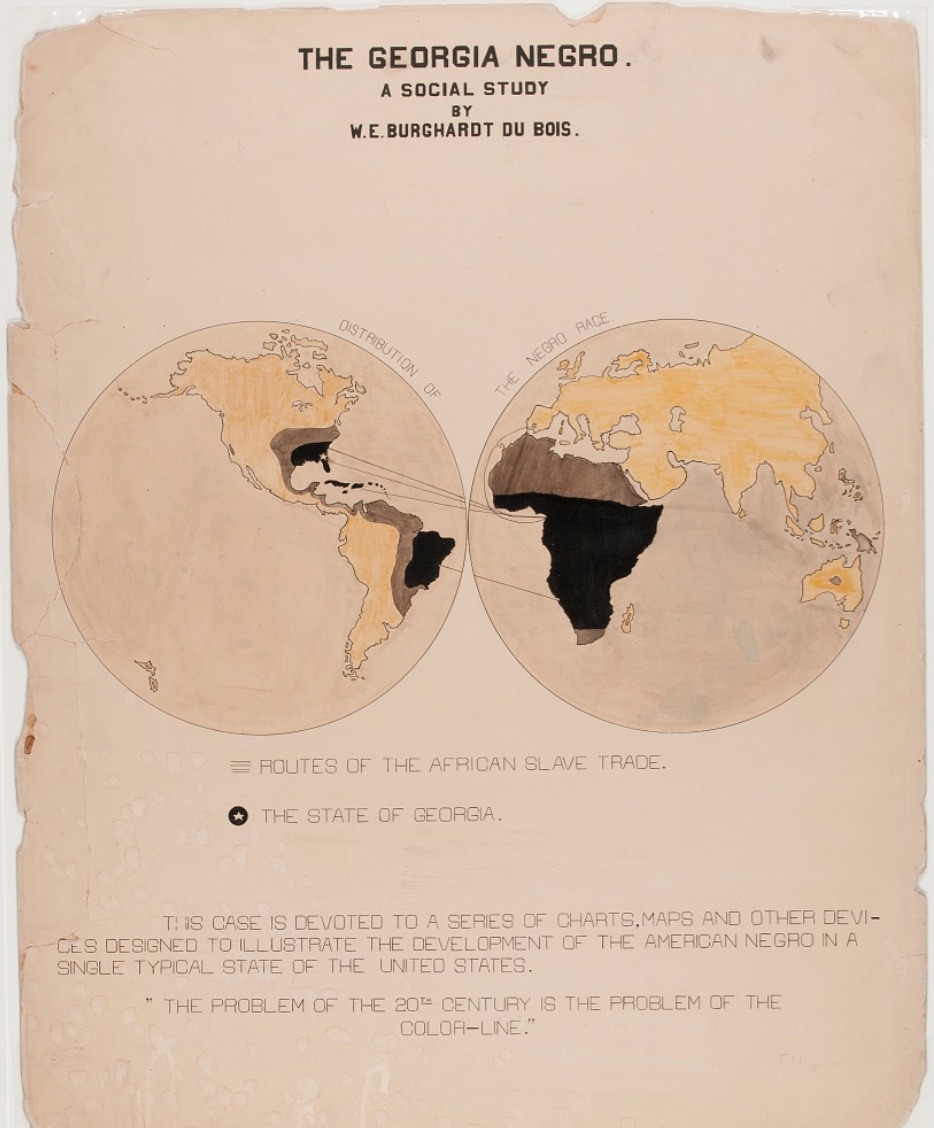 THE GEORGIA NEGRO.
A SOCIAL STUDY
BY
W.E.BURGHARDT DU BOIS.
DISTRIBUTION OF
THE NEGRO RACE
ROUTES OF THE AFRICAN SLAVE TRADE.
THE STATE OF GEORGIA.
THIS CASE IS DEVOTED TO A SERIES OF CHARTS, MAPS AND OTHER DEVI-
CES DESIGNED TO ILLUSTRATE THE DEVELOPMENT OF THE AMERICAN NEGRO IN A
SINGLE TYPICAL STATE OF THE UNITED STATES.
" THE PROBLEM OF THE 20TH CENTURY IS THE PROBLEM OF THE
COLOR-LINE."